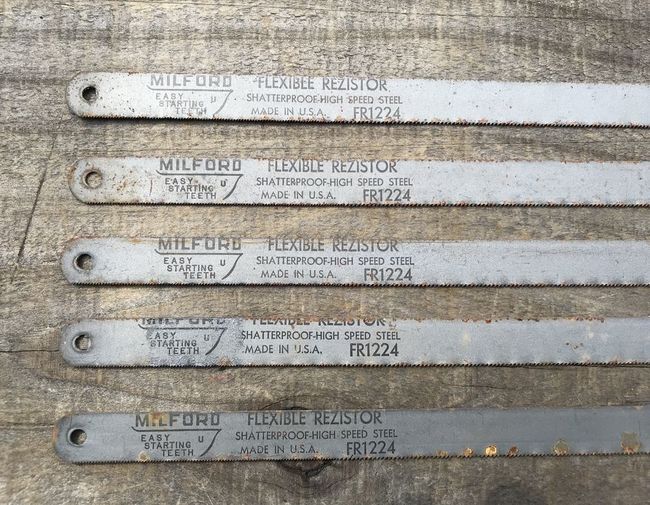 MILFORD FLEXIBLE REZISTOR
EASY U SHATTERPROOF-HIGH SPEED STEEL
STARTING
TEETH MADE IN U.S.A. FR1224
MILFORD FLEXIBLE REZISTOR
EASY U SHATTERPROOF-HIGH SPEED STEEL
STARTING
TEETH MADE IN U.S.A. FR1224
MILFORD FLEXIBLE REZISTOR
EASY U SHATTERPROOF-HIGH SPEED STEEL
STARTING
TEETH MADE IN U.S.A. FR1224
MILFORD FLEXIBLE REZISTOR
EASY U SHATTERPROOF-HIGH SPEED STEEL
STARTING
TEETH MADE IN U.S.A. FR1224
MILFORD FLEXIBLE REZISTOR
EASY U SHATTERPROOF-HIGH SPEED STEEL
STARTING
TEETH MADE IN U.S.A. FR1224